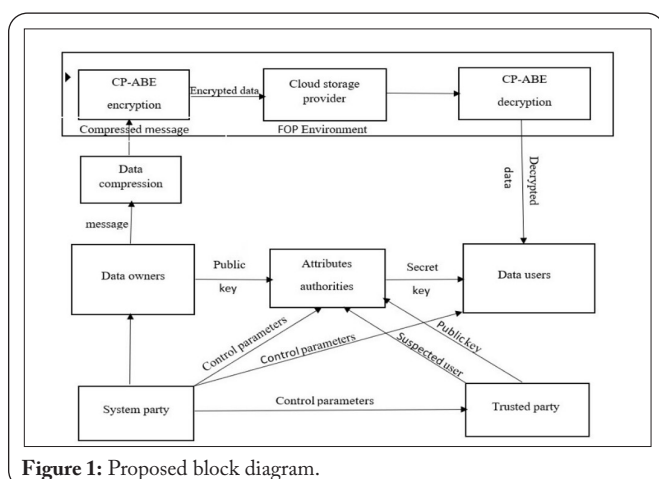 CP-ABE
encryption
Encrypted data
Cloud storage
provider
CP-ABE
decryption
Compressed message
FOP Environment
Data
compression
Decrypted
data
message
Data owners
Public
key
Attributes
authorities
Secret
key
Data users
Control parameters
Control parameters
Suspected user
Public key
System party
Control parameters
Trusted party
Figure 1: Proposed block diagram.